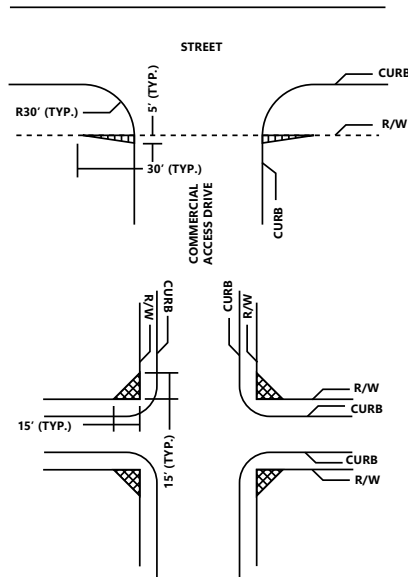 STREET
CURB
R30' (TYP.)
5' (TYP.)
R/W
30' (TYP.)
COMMERCIAL
ACCESS DRIVE
CURB
R/W
CURB
CURB
R/W
R/W
CURB
15' (TYP.)
15' (TYP.)
CURB
R/W